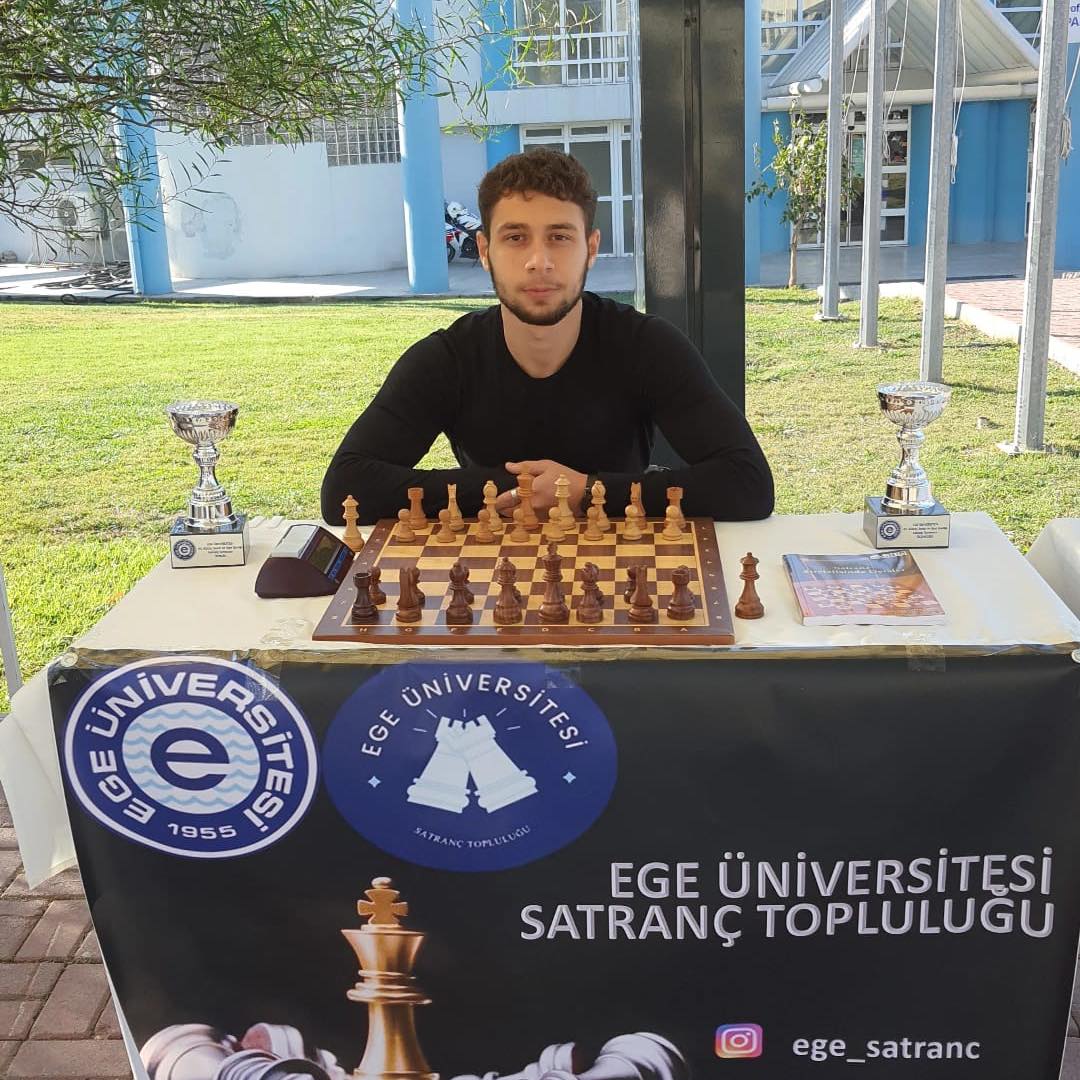 EGE ÜNİVERSİTESİ
1955
EGE ÜNİVERSİTESİ
SATRANÇ TOPLULUĞU
EGE ÜNİVERSİTESİ
SATRANÇ TOPLULUĞU
ege_satranc